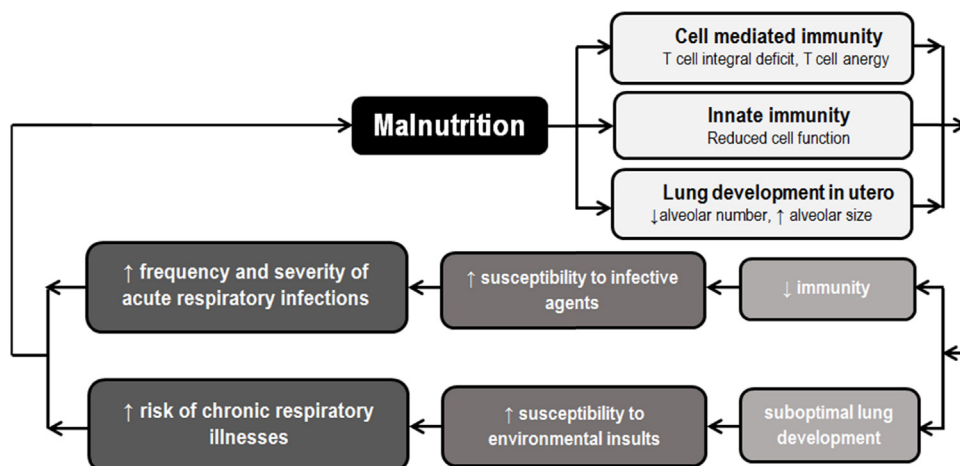 Cell mediated immunity
T cell integral deficit, T cell anergy
Malnutrition
Innate immunity
Reduced cell function
Lung development in utero
↓alveolar number, ↑ alveolar size
↑ frequency and severity of
acute respiratory infections
↑ susceptibility to infective
agents
↓ immunity
↑ risk of chronic respiratory
illnesses
↑ susceptibility to
environmental insults
suboptimal lung
development